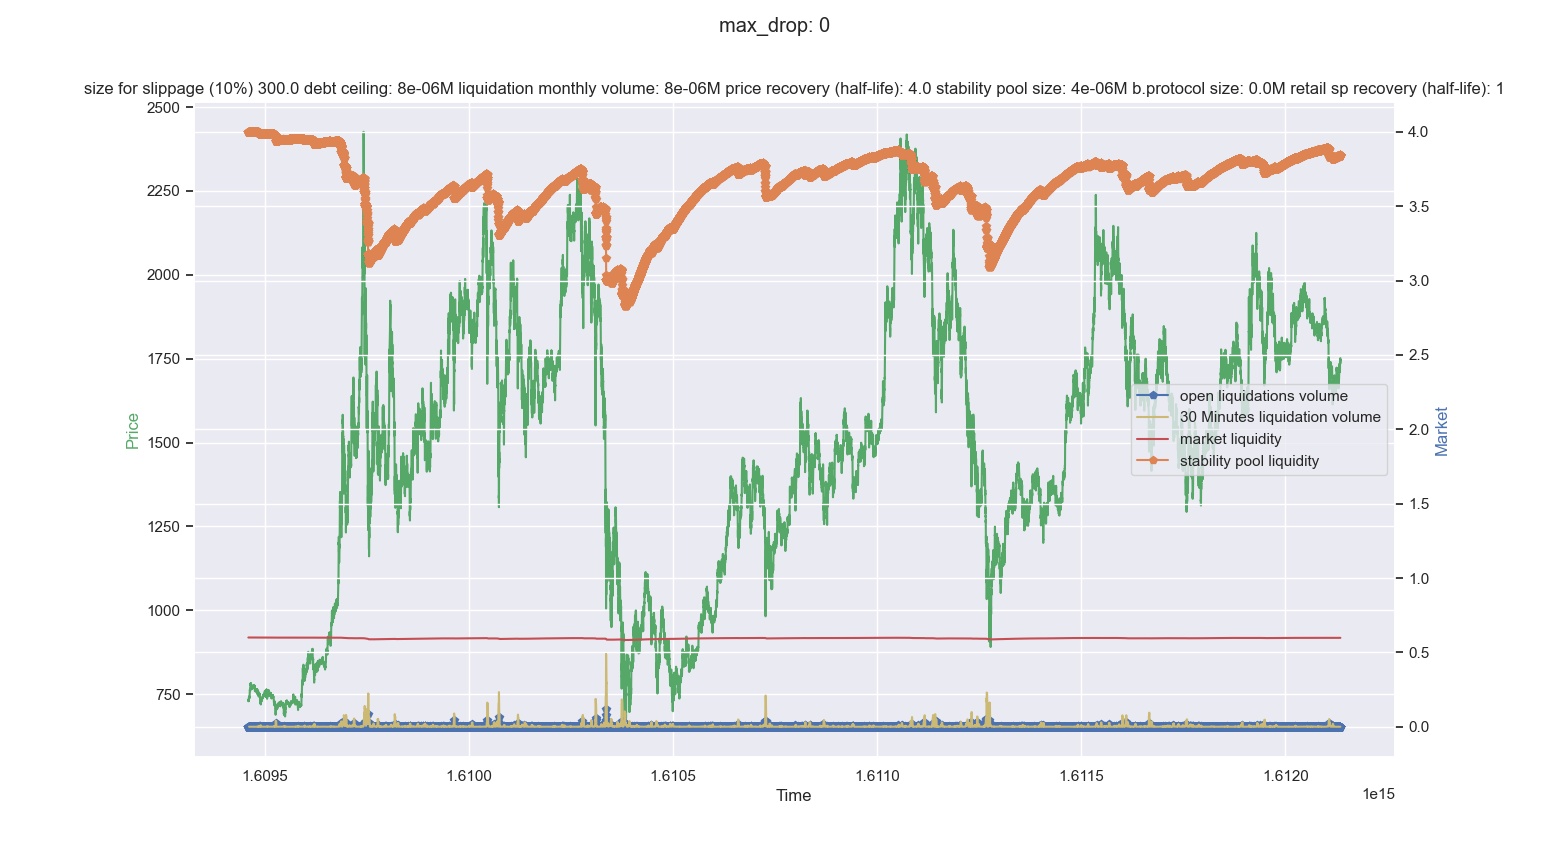 max_drop: 0
size for slippage (10%) 300.0 debt ceiling: 8e-06M liquidation monthly volume: 8e-06M price recovery (half-life): 4.0 stability pool size: 4e-06M b.protocol size: 0.0M retail sp recovery (half-life): 1
2500
2250
2000
1750
1500
1250
1000
750
Price
4.0
3.5
3.0
2.5
2.0
1.5
1.0
0.5
0.0
Market
open liquidations volume
30 Minutes liquidation volume
market liquidity
stability pool liquidity
1.6095 1.6100 1.6105 1.6110 1.6115 1.6120
Time
1e15